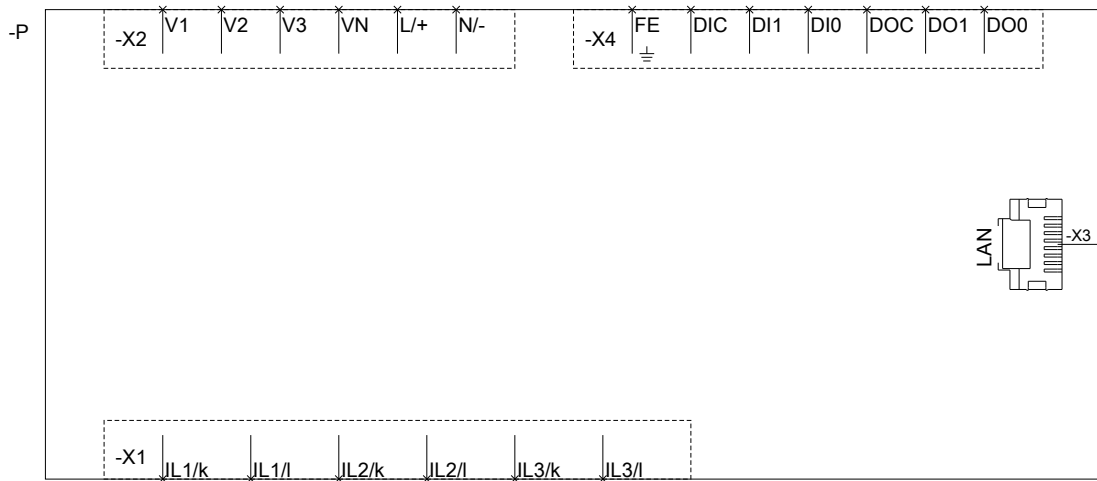 -P
-X2 V1 V2 V3 VN L/+ N/- -X4 FE DIC DI1 DI0 DOC DO1 DO0
LAN
-X3
-X1 IL1/k IL1/l IL2/k IL2/l IL3/k IL3/l